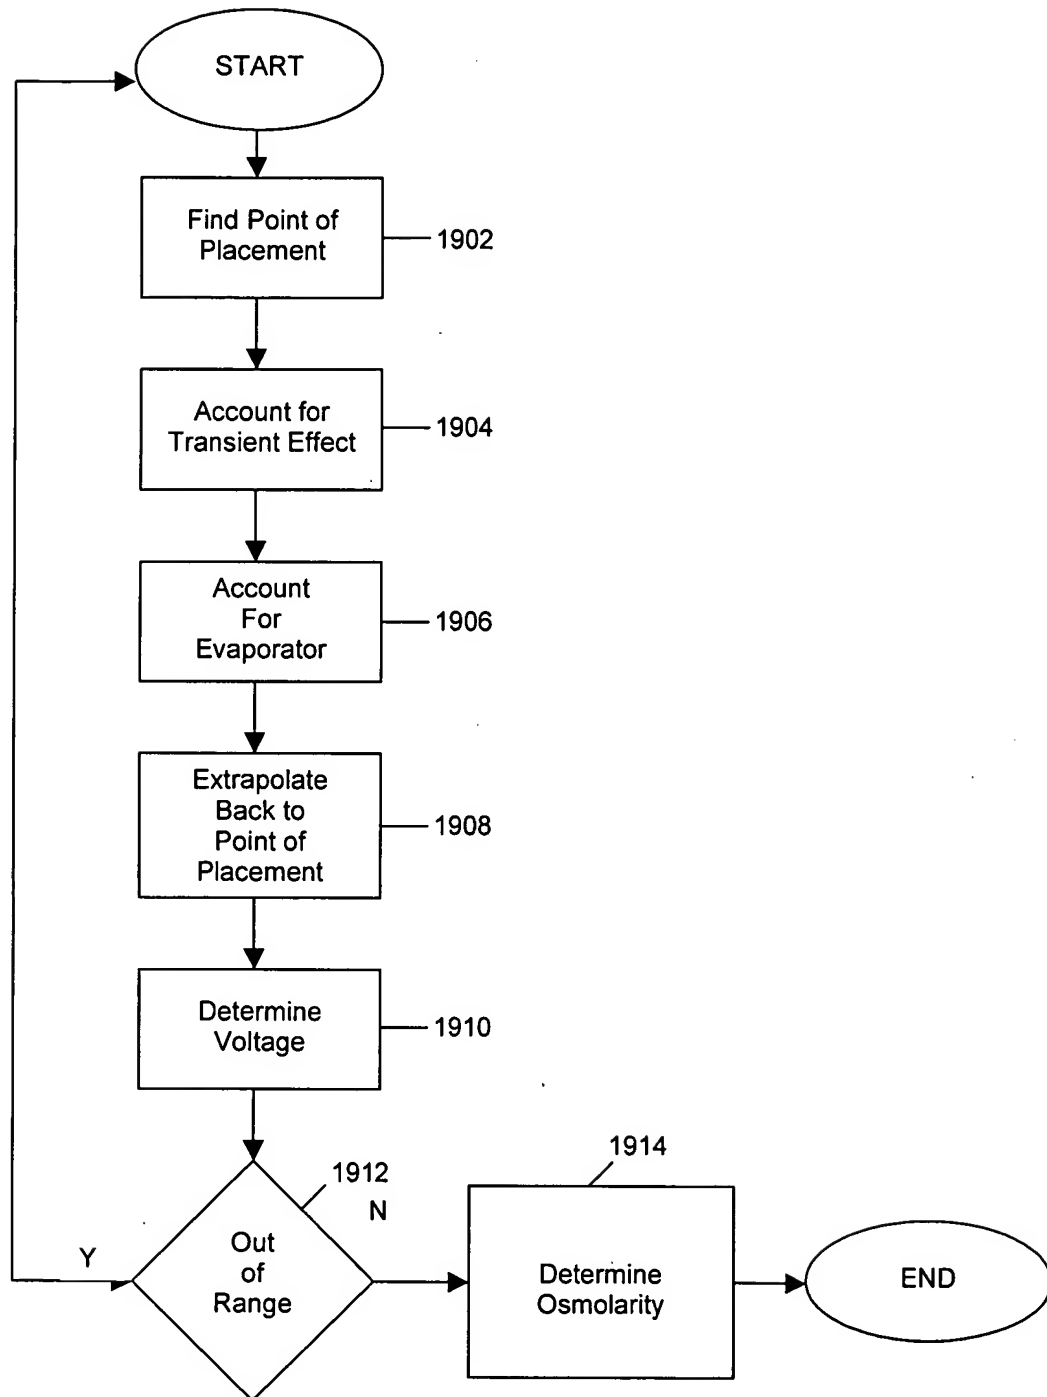 START
Find Point of
Placement
1902
Account for
Transient Effect
1904
Account
For
Evaporator
1906
Extrapolate
Back to
Point of
Placement
1908
Determine
Voltage
1910
1912
N
Y
Out
of
Range
1914
Determine
Osmolarity
END